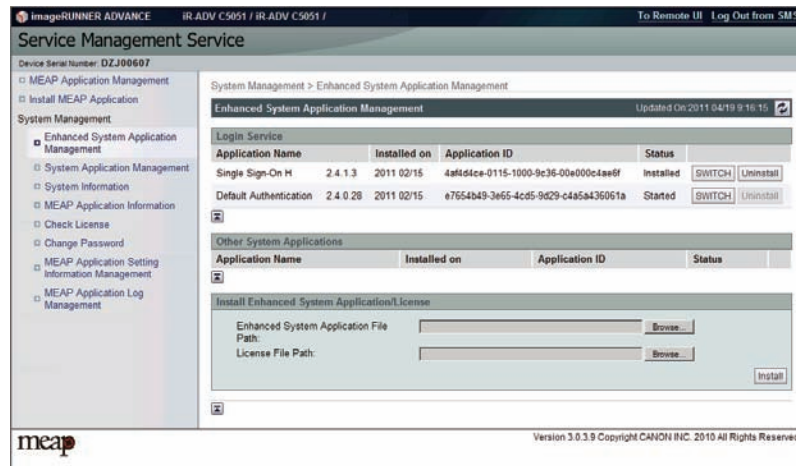 imageRUNNER ADVANCE iR-ADV C5051 / iR-ADV C5051 / To Remote UI Log Out from SMS
Service Management Service
Device Serial Number: DZJ00607
MEAP Application Management
Install MEAP Application
System Management
Enhanced System Application
Management
System Application Management
System Information
MEAP Application Information
Check License
Change Password
MEAP Application Setting
Information Management
MEAP Application Log
Management
System Management > Enhanced System Application Management
Enhanced System Application Management Updated On:2011 04/19 9:16:15
Login Service
Application Name Installed on Application ID Status
Single Sign-On H 2.4.1.3 2011 02/15 4af4d4ce-0115-1000-9c36-00e000c4ae6f Installed SWITCH Uninstall
Default Authentication 2.4.0.28 2011 02/15 e7654b49-3e65-4cd5-9d29-c4a5a436061a Started SWITCH Uninstall
Other System Applications
Application Name Installed on Application ID Status
Install Enhanced System Application/License
Enhanced System Application File
Path: Browse...
License File Path: Browse...
Install
meap
Version 3.0.3.9 Copyright CANON INC. 2010 All Rights Reserved